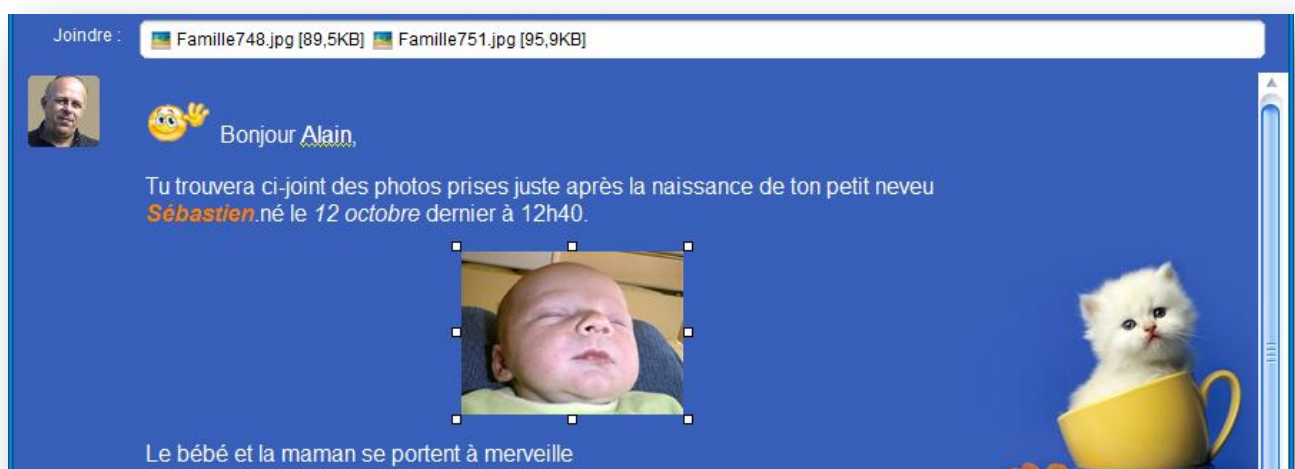 Joindre :
Famille748.jpg [89,5KB] Famille751.jpg [95,9KB]
Bonjour Alain,
Tu trouvera ci-joint des photos prises juste après la naissance de ton petit neveu
Sébastien.né le 12 octobre dernier à 12h40.
Le bébé et la maman se portent à merveille